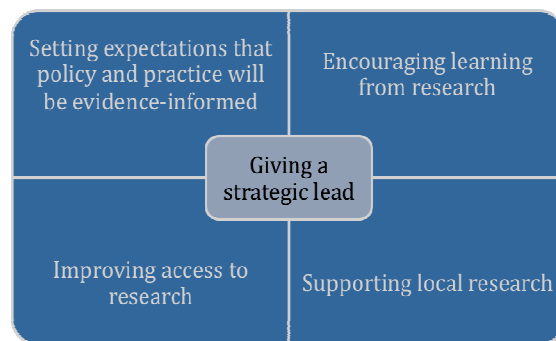 Setting expectations that
policy and practice will
be evidence-informed
Encouraging learning
from research
Giving a
strategic lead
Improving access to
research
Supporting local research